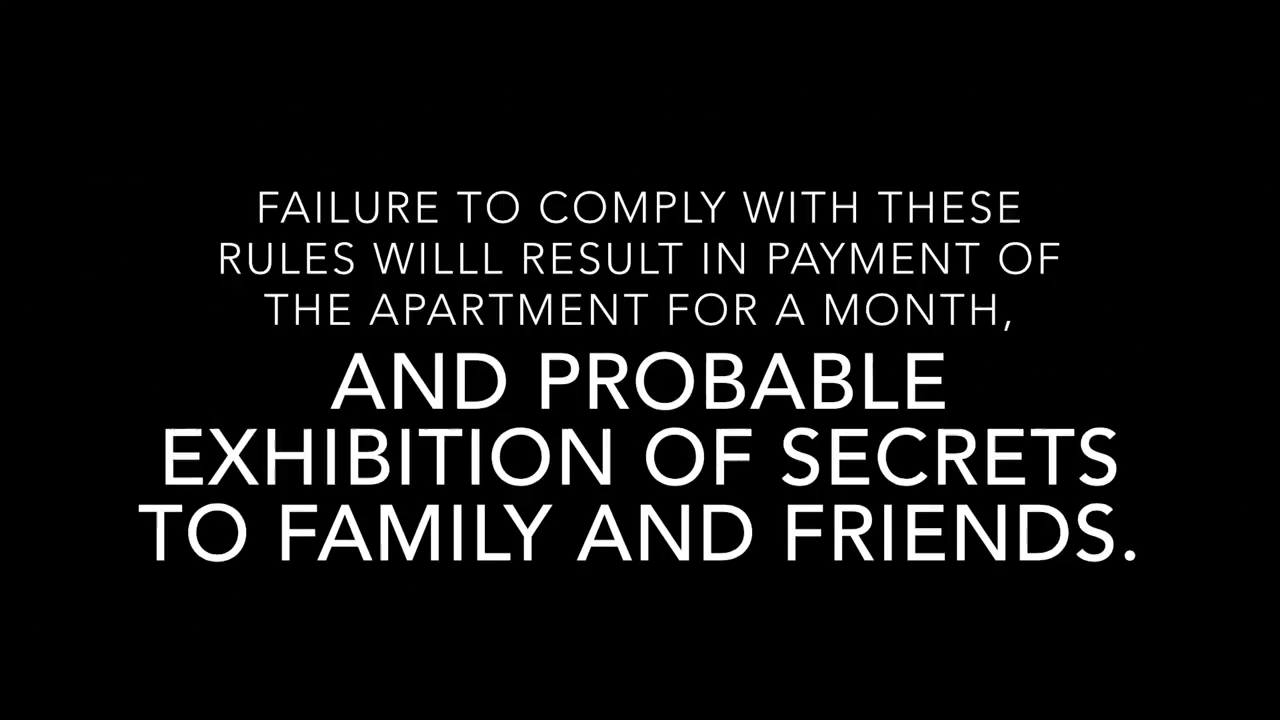 FAILURE TO COMPLY WITH THESE
RULES WILLL RESULT IN PAYMENT OF
THE APARTMENT FOR A MONTH,
AND PROBABLE
EXHIBITION OF SECRETS
TO FAMILY AND FRIENDS.